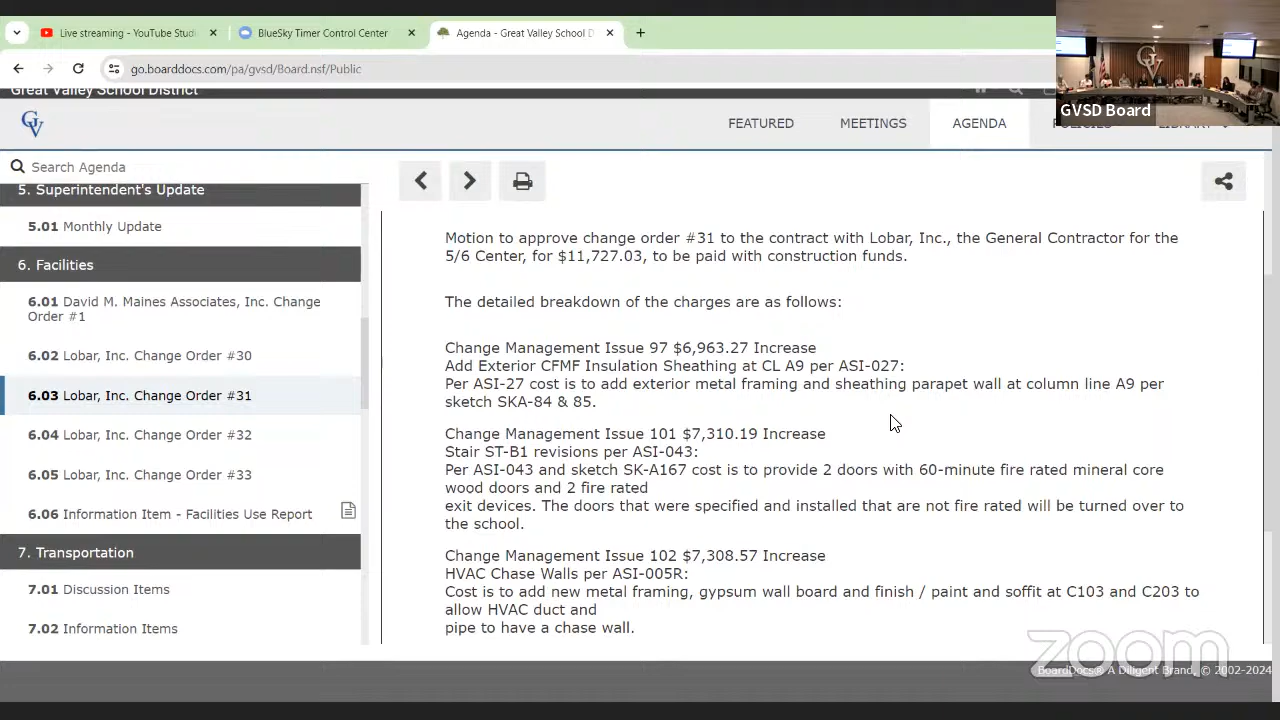 Live streaming - YouTube Stud
BlueSky Timer Control Center
Agenda - Great Valley School D
go.boarddocs.com/pa/gvsd/Board.nsf/Public
Great Valley School District
GVSD Board
GV
FEATURED
MEETINGS
AGENDA
POLICIES
LIBRARY
Search Agenda
5. Superintendent's Update
5.01 Monthly Update
6. Facilities
6.01 David M. Maines Associates, Inc. Change
Order #1
6.02 Lobar, Inc. Change Order #30
6.03 Lobar, Inc. Change Order #31
6.04 Lobar, Inc. Change Order #32
6.05 Lobar, Inc. Change Order #33
6.06 Information Item - Facilities Use Report
7. Transportation
7.01 Discussion Items
7.02 Information Items
Motion to approve change order #31 to the contract with Lobar, Inc., the General Contractor for the
5/6 Center, for $11,727.03, to be paid with construction funds.
The detailed breakdown of the charges are as follows:
Change Management Issue 97 $6,963.27 Increase
Add Exterior CFMF Insulation Sheathing at CL A9 per ASI-027:
Per ASI-27 cost is to add exterior metal framing and sheathing parapet wall at column line A9 per
sketch SKA-84 & 85.
Change Management Issue 101 $7,310.19 Increase
Stair ST-B1 revisions per ASI-043:
Per ASI-043 and sketch SK-A167 cost is to provide 2 doors with 60-minute fire rated mineral core
wood doors and 2 fire rated
exit devices. The doors that were specified and installed that are not fire rated will be turned over to
the school.
Change Management Issue 102 $7,308.57 Increase
HVAC Chase Walls per ASI-005R:
Cost is to add new metal framing, gypsum wall board and finish / paint and soffit at C103 and C203 to
allow HVAC duct and
pipe to have a chase wall.
zoom
BoardDocs® A Diligent Brand. © 2002-2024